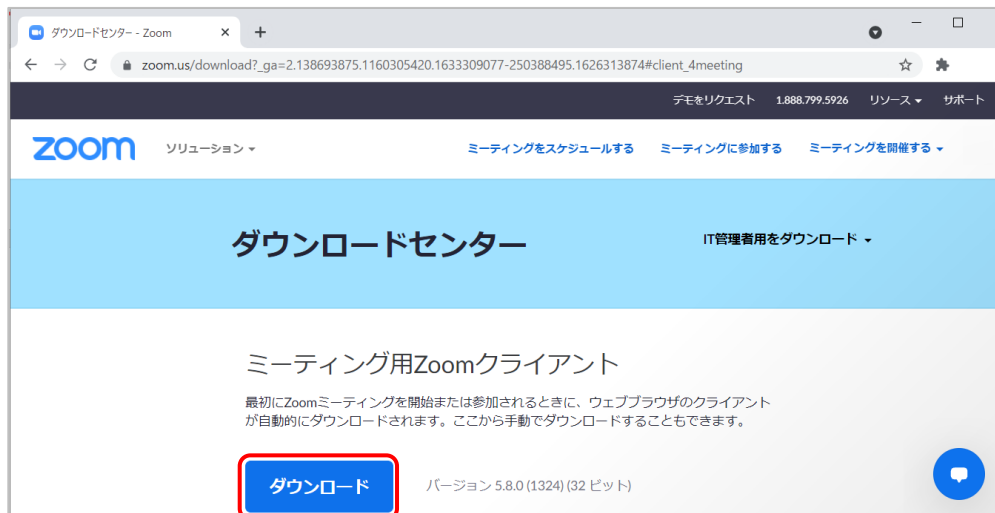 ダウンロードセンター - Zoom
zoom.us/download?_ga=2.138693875.1160305420.1633309077-250388495.1626313874#client_4meeting
デモをリクエスト 1.888.799.5926 リソース サポート
zoom ソリューション ミーティングをスケジュールする ミーティングに参加する ミーティングを開催する
ダウンロードセンター IT管理者用をダウンロード
ミーティング用Zoomクライアント
最初にZoomミーティングを開始または参加されるときに、ウェブブラウザのクライアント
が自動的にダウンロードされます。ここから手動でダウンロードすることもできます。
ダウンロード バージョン 5.8.0 (1324) (32 ビット)